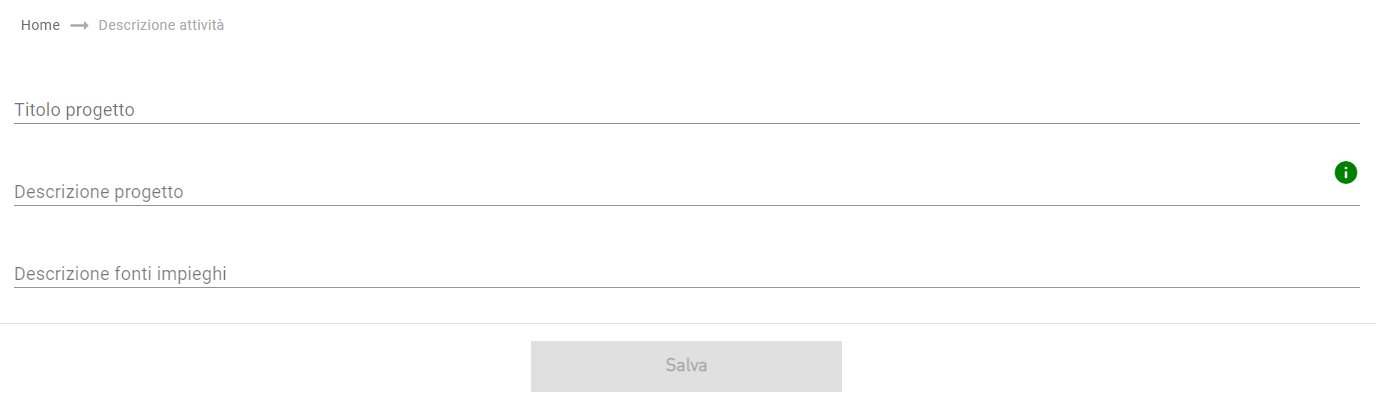 Home Descrizione attività
Titolo progetto
Descrizione progetto
Descrizione fonti impieghi
Salva